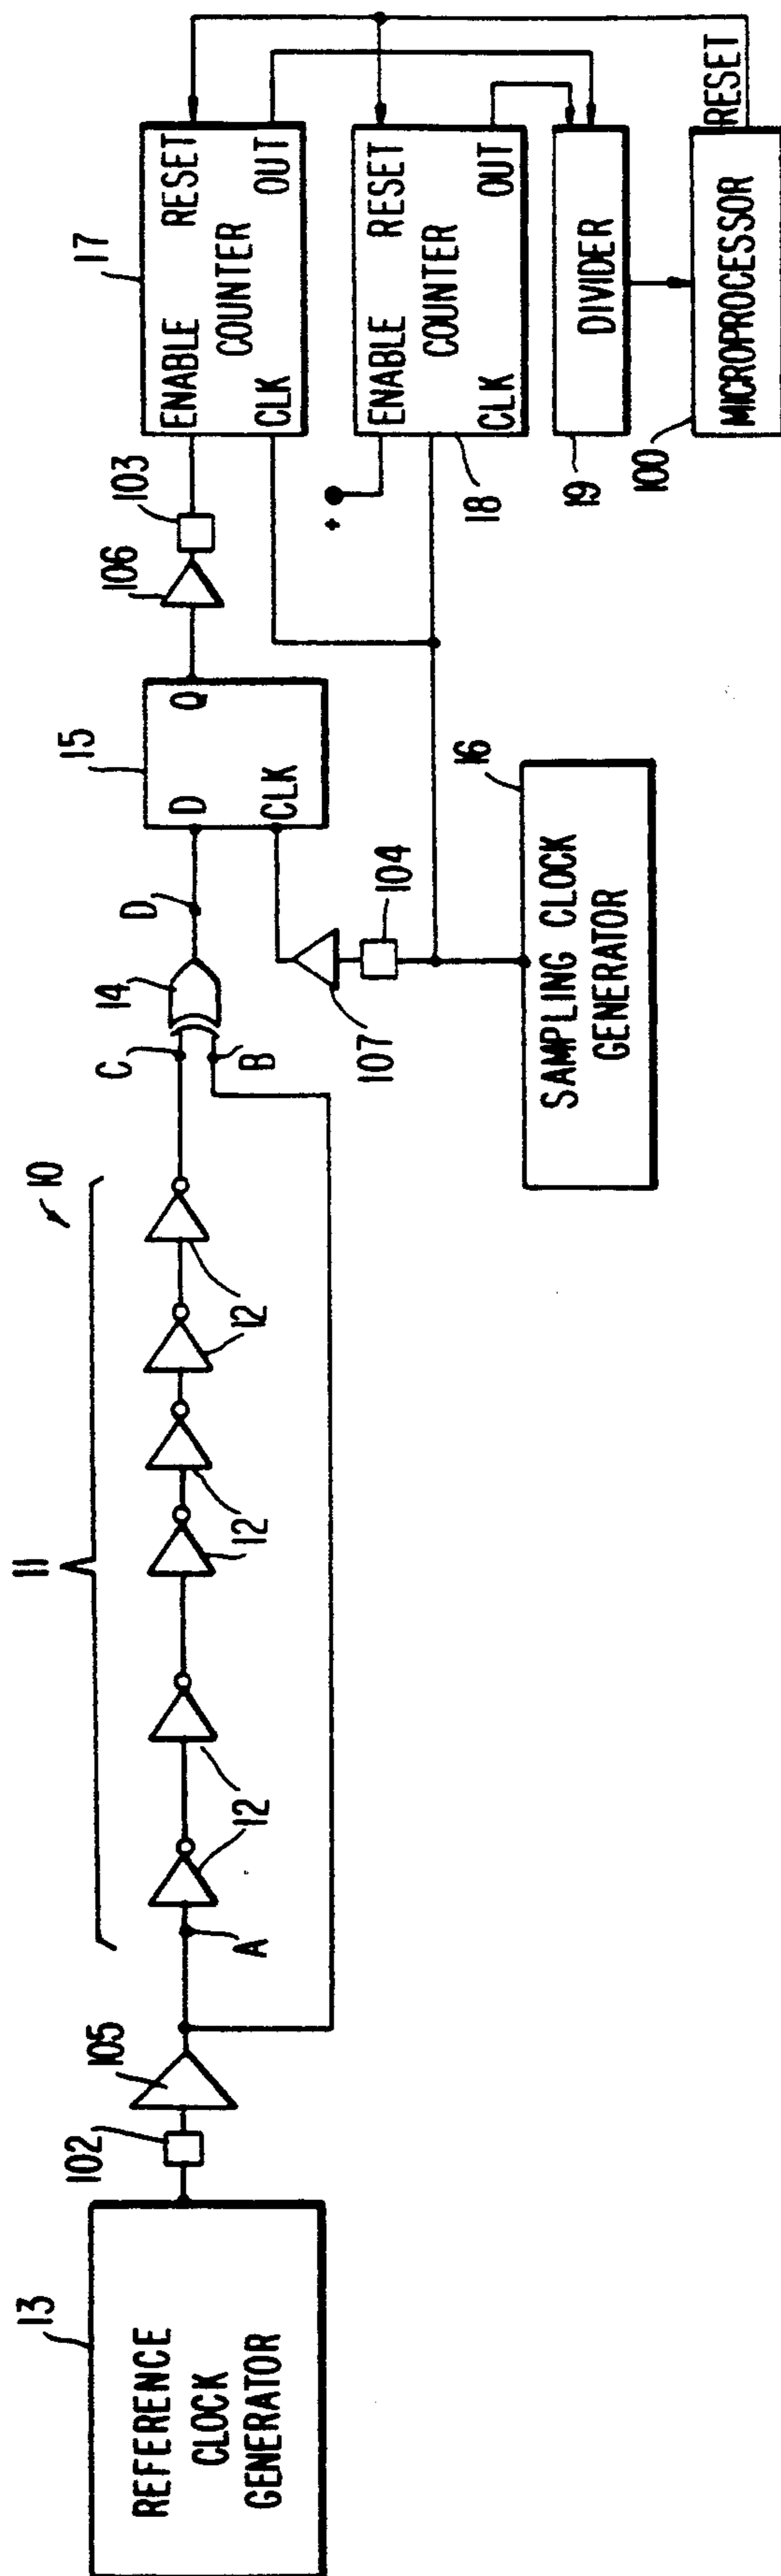 13
REFERENCE
CLOCK
GENERATOR
102
105
A
11
10
12
12
12
12
12
C
B
14
D
15
D
Q
CLK
107
104
16
SAMPLING CLOCK
GENERATOR
106
103
17
ENABLE RESET
COUNTER
CLK OUT
+
ENABLE RESET
COUNTER
CLK OUT
18
DIVIDER
19
MICROPROCESSOR
100
RESET